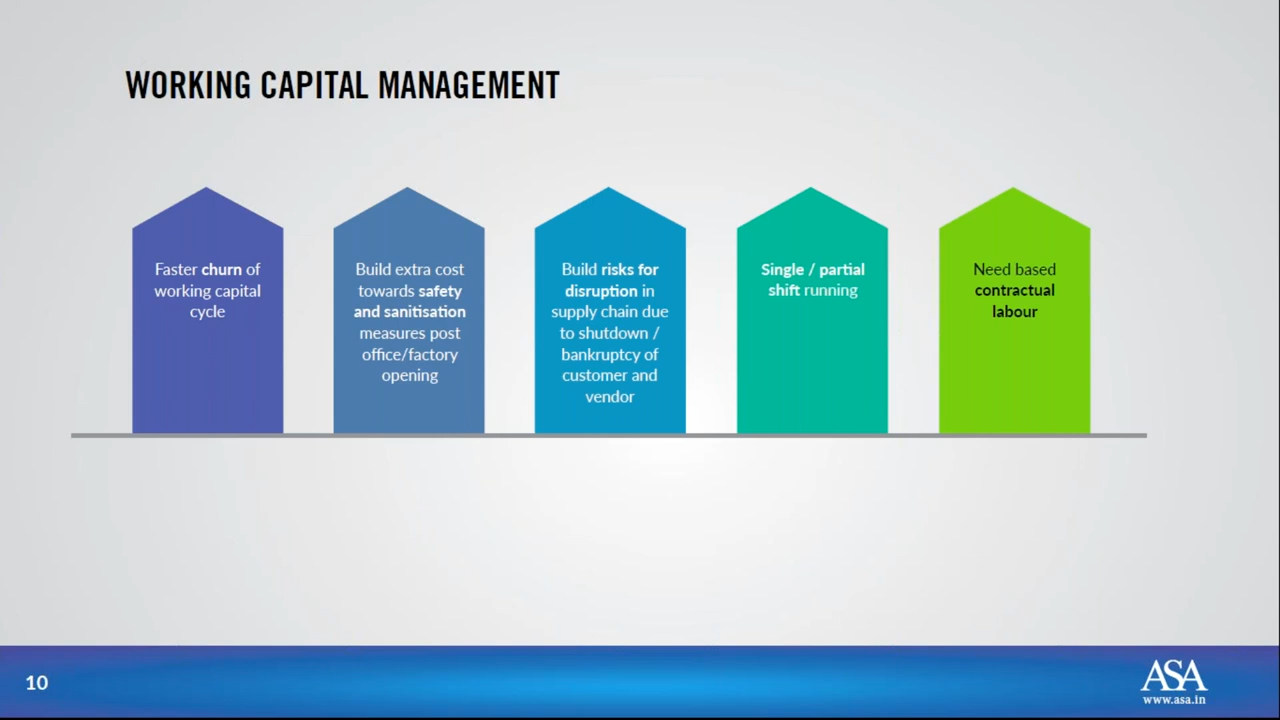 WORKING CAPITAL MANAGEMENT
Faster churn of
working capital
cycle
Build extra cost
towards safety
and sanitisation
measures post
office/factory
opening
Build risks for
disruption in
supply chain due
to shutdown /
bankruptcy of
customer and
vendor
Single / partial
shift running
Need based
contractual
labour
10
ASA
www.asa.in